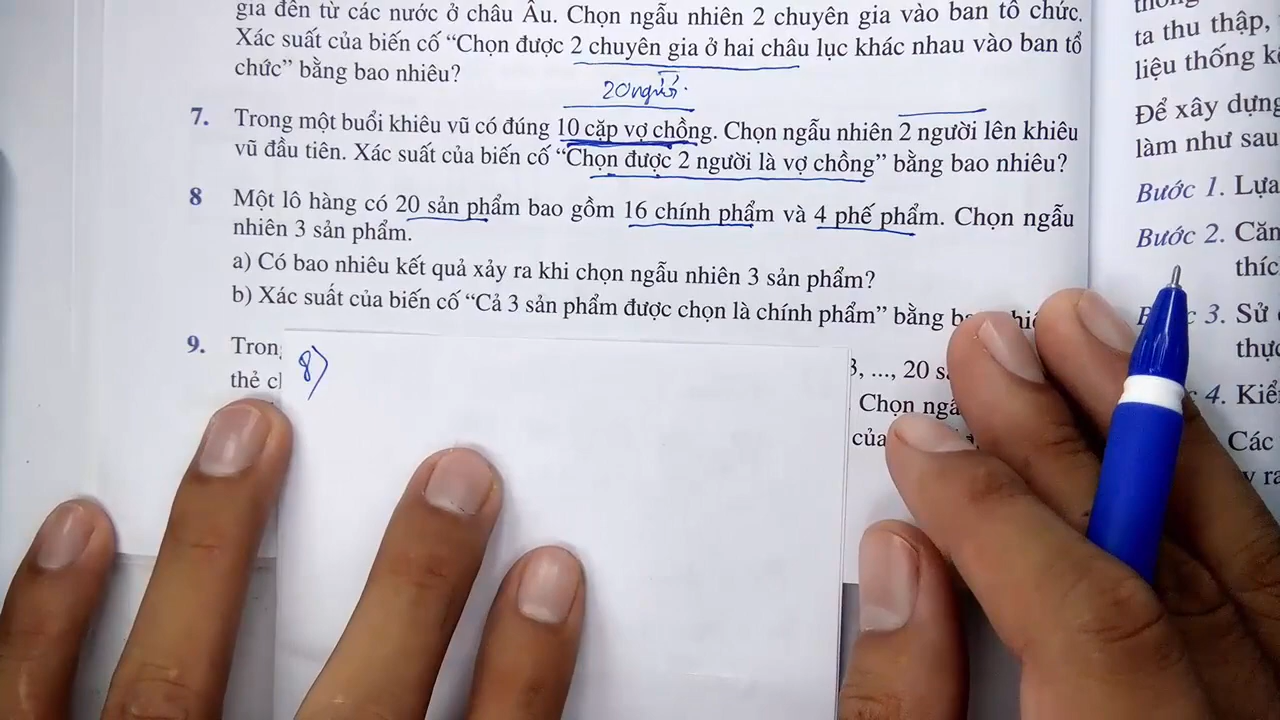 gia đến từ các nước ở châu Âu. Chọn ngẫu nhiên 2 chuyên gia vào ban tổ chức.
Xác suất của biến cố “Chọn được 2 chuyên gia ở hai châu lục khác nhau vào ban tổ
chức” bằng bao nhiêu?
20 người.
7. Trong một buổi khiêu vũ có đúng 10 cặp vợ chồng. Chọn ngẫu nhiên 2 người lên khiêu
vũ đầu tiên. Xác suất của biến cố “Chọn được 2 người là vợ chồng” bằng bao nhiêu?
8 Một lô hàng có 20 sản phẩm bao gồm 16 chính phẩm và 4 phế phẩm. Chọn ngẫu
nhiên 3 sản phẩm.
a) Có bao nhiêu kết quả xảy ra khi chọn ngẫu nhiên 3 sản phẩm?
b) Xác suất của biến cố “Cả 3 sản phẩm được chọn là chính phẩm” bằng
9. Tron
3, ..., 20
thẻ
Chọn
của
8)
ta thu thập,
liệu thống
Để xây dựng
làm như sau
Bước 1. Lựa
Bước 2. Căn
thíc
3. Sử
thực
4. Kiể
Các